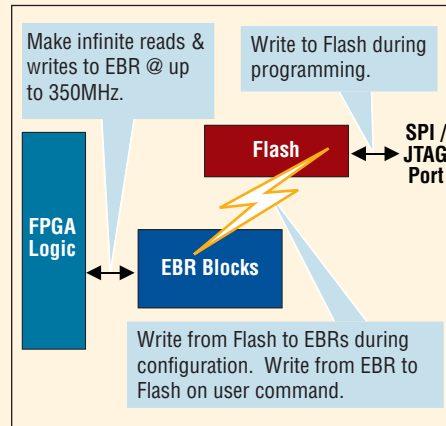 Make infinite reads &
writes to EBR @ up
to 350MHz.
Write to Flash during
programming.
Flash
SPI /
JTAG
Port
FPGA
Logic
EBR Blocks
Write from Flash to EBRs during
configuration.  Write from EBR to
Flash on user command.